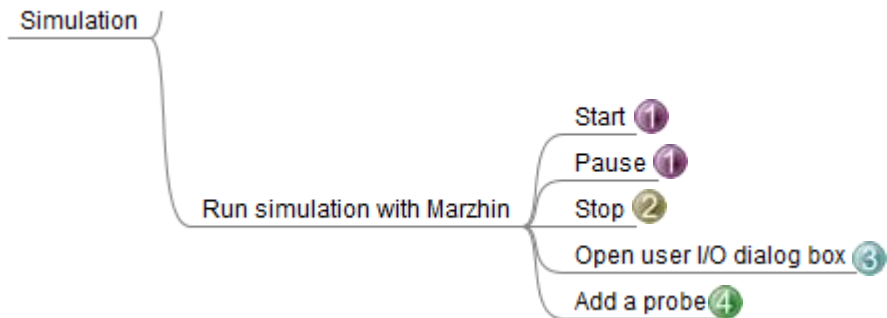 Simulation
Start 1
Pause 1
Run simulation with Marzhin
Stop 2
Open user I/O dialog box 3
Add a probe 4